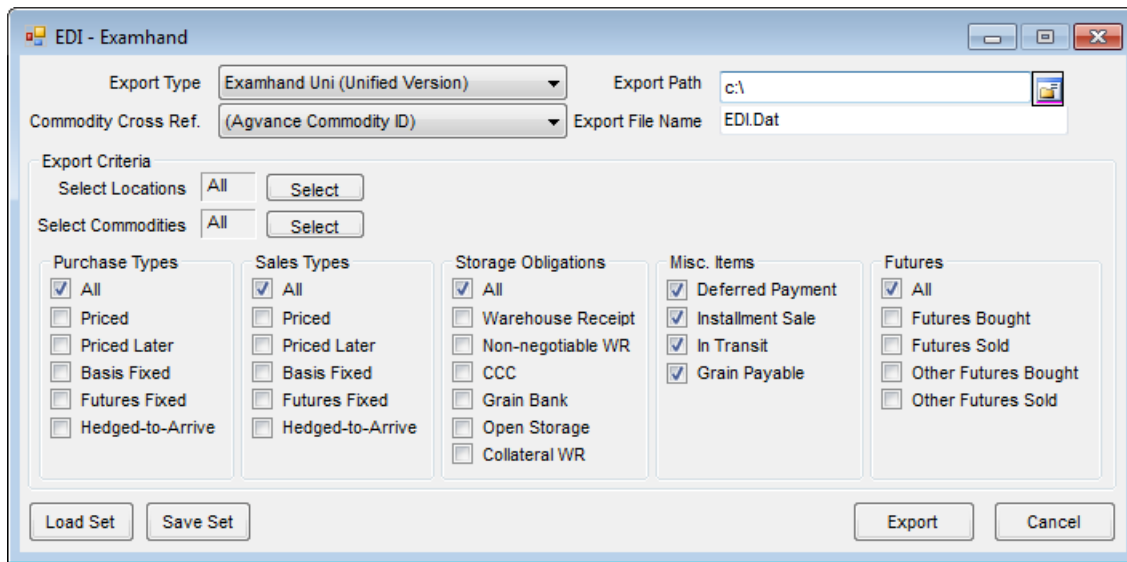 EDI - Examhand
Export Type Examhand Uni (Unified Version) Export Path c:\
Commodity Cross Ref. (Agvance Commodity ID) Export File Name EDI.Dat
Export Criteria
Select Locations All Select
Select Commodities All Select
Purchase Types Sales Types Storage Obligations Misc. Items Futures
All All All Deferred Payment All
Priced Priced Warehouse Receipt Installment Sale Futures Bought
Priced Later Priced Later Non-negotiable WR In Transit Futures Sold
Basis Fixed Basis Fixed CCC Grain Payable Other Futures Bought
Futures Fixed Futures Fixed Grain Bank Other Futures Sold
Hedged-to-Arrive Hedged-to-Arrive Open Storage
Collateral WR
Load Set Save Set Export Cancel